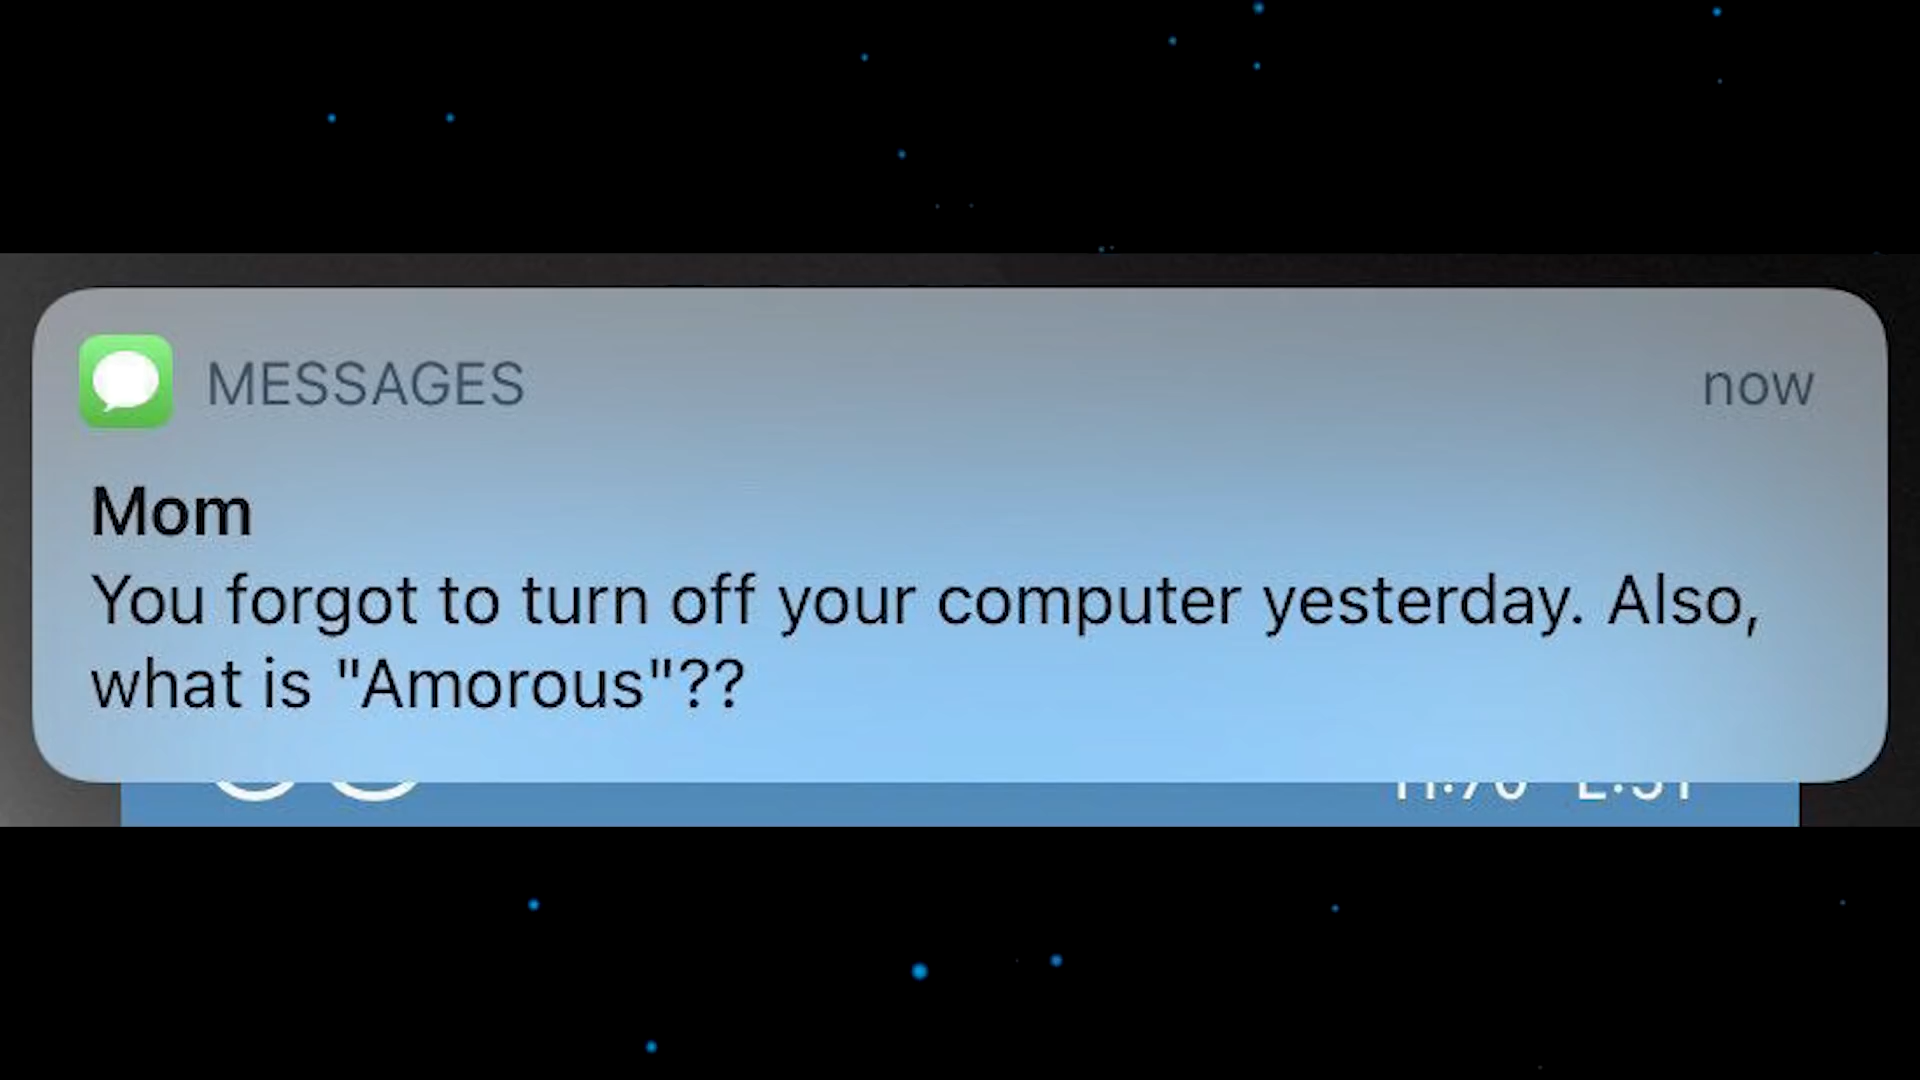 MESSAGES
now
Mom
You forgot to turn off your computer yesterday. Also,
what is "Amorous"??